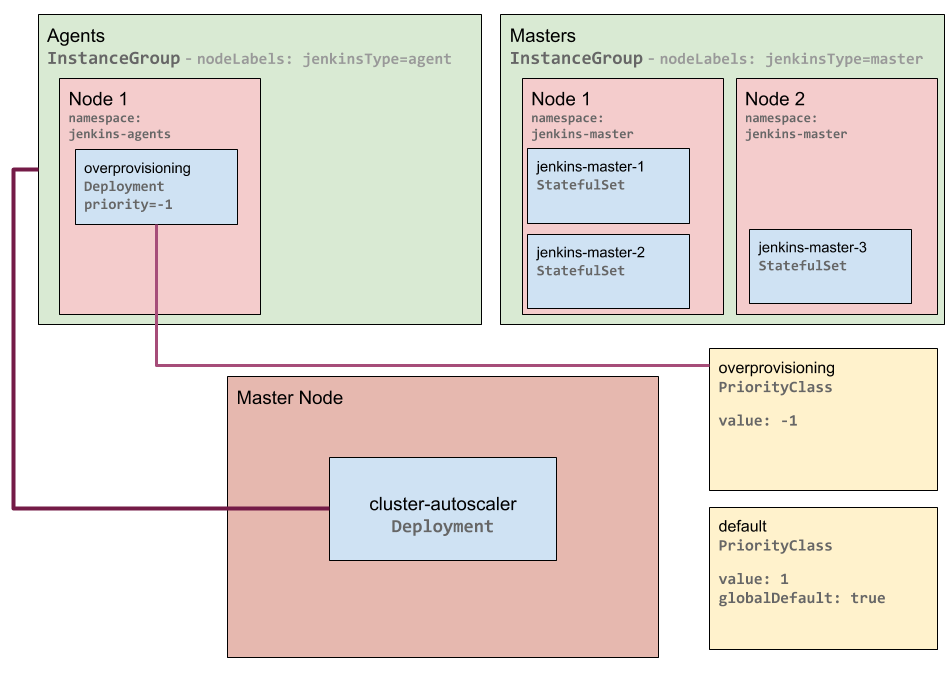 Agents
InstanceGroup - nodeLabels: jenkinsType=agent
Node 1
namespace:
jenkins-agents
overprovisioning
Deployment
priority=-1
Masters
InstanceGroup - nodeLabels: jenkinsType=master
Node 1
namespace:
jenkins-master
jenkins-master-1
StatefulSet
jenkins-master-2
StatefulSet
Node 2
namespace:
jenkins-master
jenkins-master-3
StatefulSet
Master Node
cluster-autoscaler
Deployment
overprovisioning
PriorityClass
value: -1
default
PriorityClass
value: 1
globalDefault: true